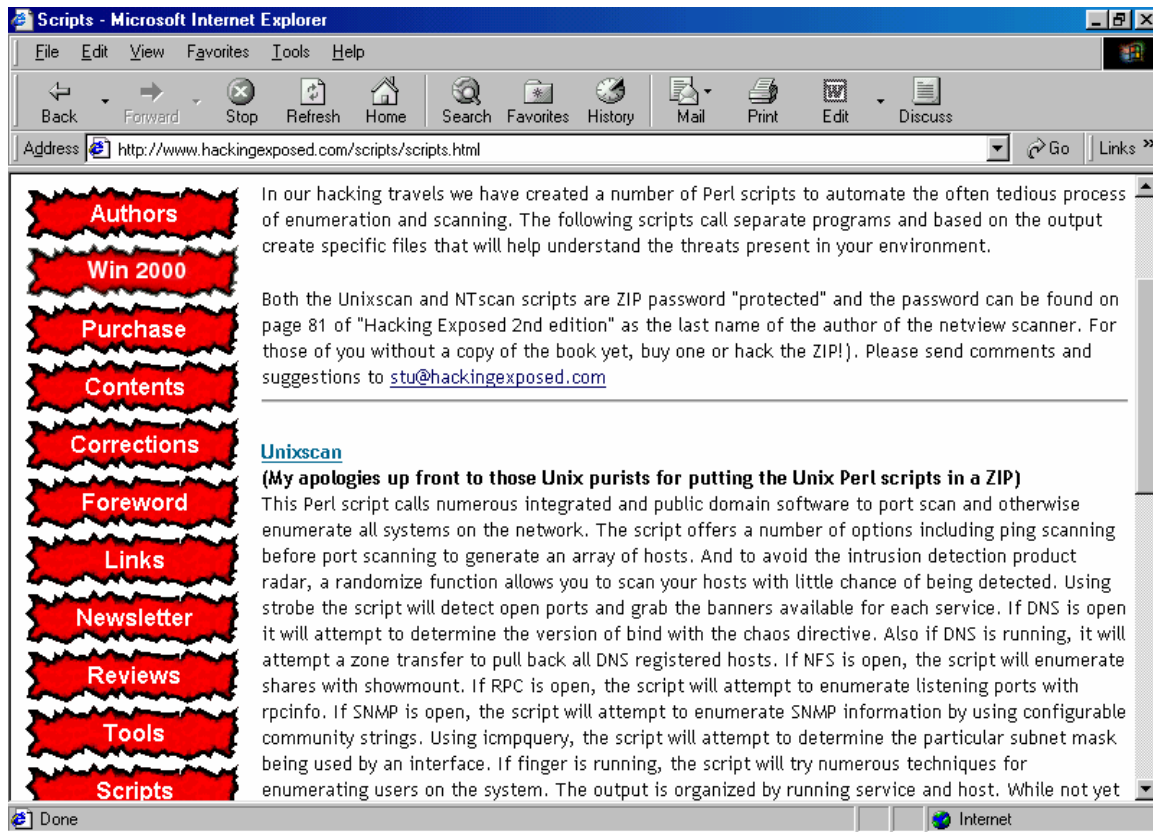 Scripts - Microsoft Internet Explorer
File Edit View Favorites Tools Help
Back Forward Stop Refresh Home Search Favorites History Mail Print Edit Discuss
Address http://www.hackingexposed.com/scripts/scripts.html Go Links »
Authors
Win 2000
Purchase
Contents
Corrections
Foreword
Links
Newsletter
Reviews
Tools
Scripts
In our hacking travels we have created a number of Perl scripts to automate the often tedious process
of enumeration and scanning. The following scripts call separate programs and based on the output
create specific files that will help understand the threats present in your environment.
Both the Unixscan and NTscan scripts are ZIP password "protected" and the password can be found on
page 81 of "Hacking Exposed 2nd edition" as the last name of the author of the netview scanner. For
those of you without a copy of the book yet, buy one or hack the ZIP!). Please send comments and
suggestions to stu@hackingexposed.com
Unixscan
(My apologies up front to those Unix purists for putting the Unix Perl scripts in a ZIP)
This Perl script calls numerous integrated and public domain software to port scan and otherwise
enumerate all systems on the network. The script offers a number of options including ping scanning
before port scanning to generate an array of hosts. And to avoid the intrusion detection product
radar, a randomize function allows you to scan your hosts with little chance of being detected. Using
strobe the script will detect open ports and grab the banners available for each service. If DNS is open
it will attempt to determine the version of bind with the chaos directive. Also if DNS is running, it will
attempt a zone transfer to pull back all DNS registered hosts. If NFS is open, the script will enumerate
shares with showmount. If RPC is open, the script will attempt to enumerate listening ports with
rpcinfo. If SNMP is open, the script will attempt to enumerate SNMP information by using configurable
community strings. Using icmpquery, the script will attempt to determine the particular subnet mask
being used by an interface. If finger is running, the script will try numerous techniques for
enumerating users on the system. The output is organized by running service and host. While not yet
Done Internet